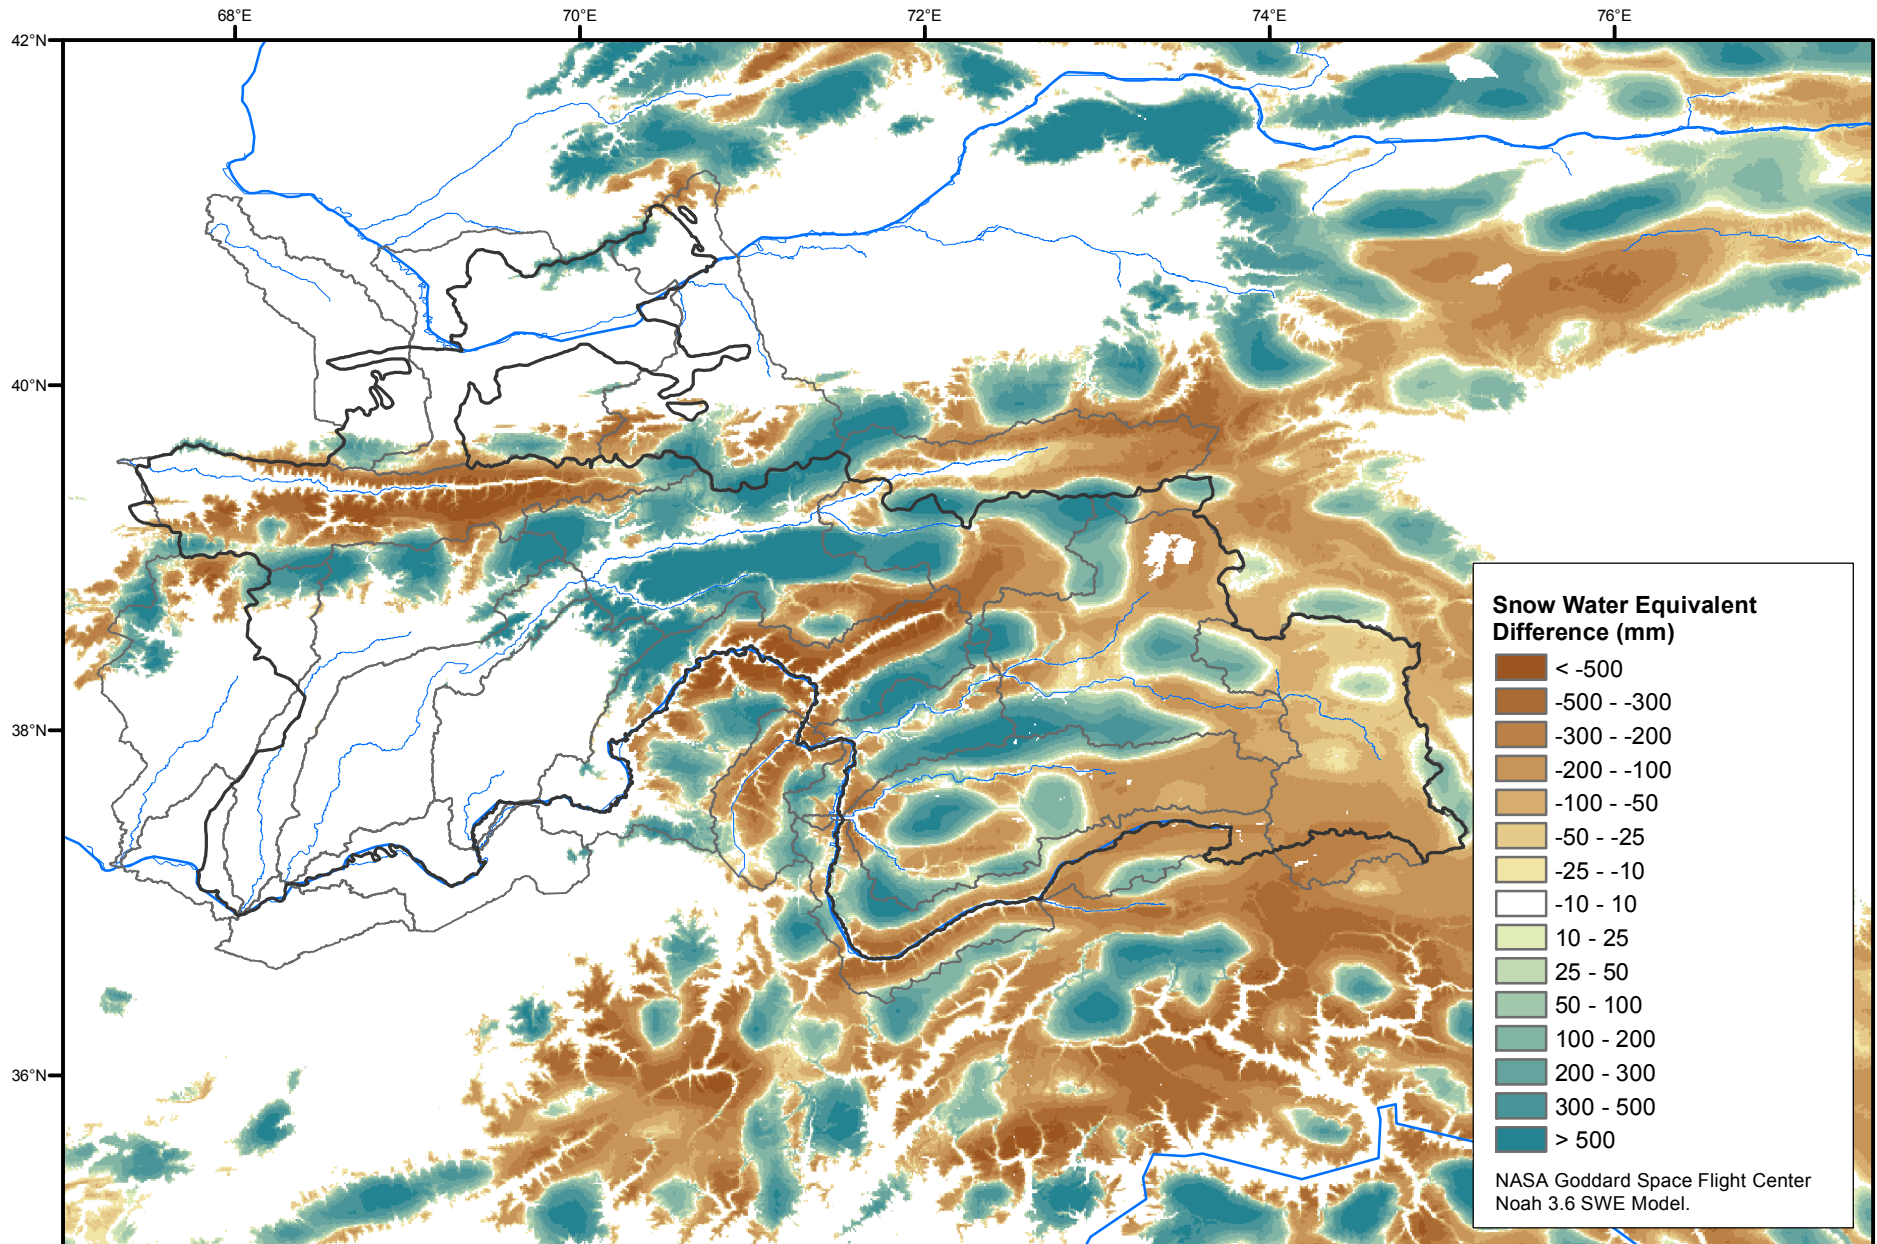 68°E 70°E 72°E 74°E 76°E
42°N
40°N
38°N
36°N
Snow Water Equivalent
Difference (mm)
< -500
-500 - -300
-300 - -200
-200 - -100
-100 - -50
-50 - -25
-25 - -10
-10 - 10
10 - 25
25 - 50
50 - 100
100 - 200
200 - 300
300 - 500
> 500
NASA Goddard Space Flight Center
Noah 3.6 SWE Model.